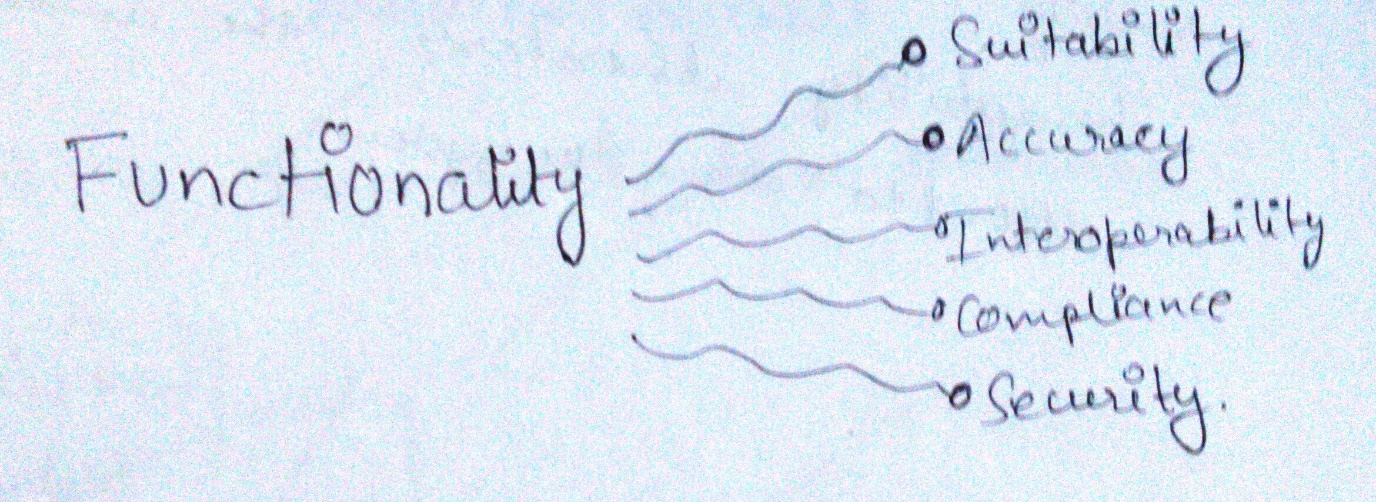 Functionality
Suitability
Accuracy
Interoperability
Compliance
Security.